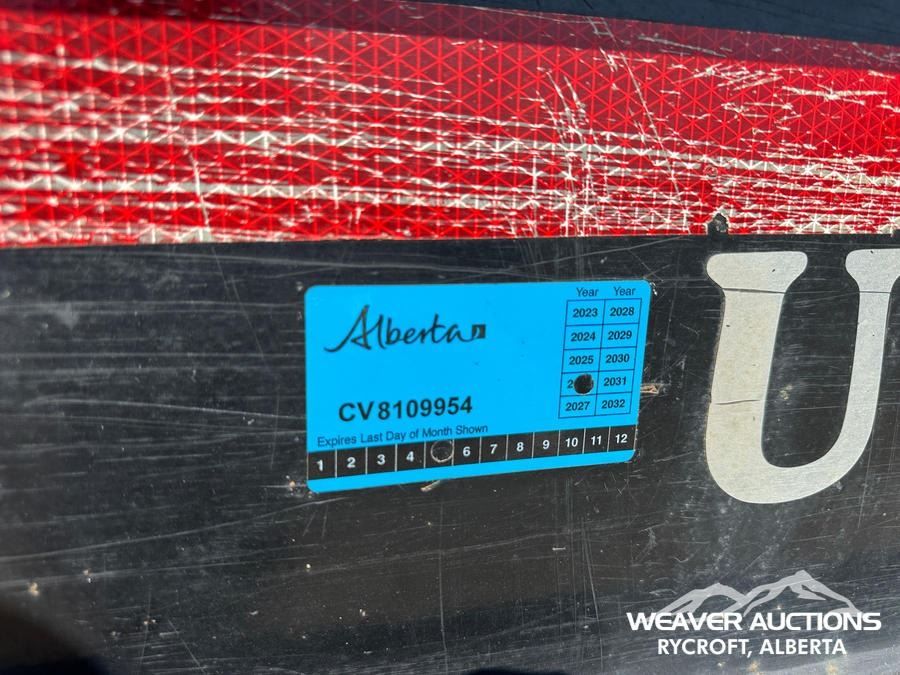 Alberta
Year Year
2023 2028
2024 2029
2025 2030
2031
2027 2032
CV8109954
Expires Last Day of Month Shown
1 2 3 4 6 7 8 9 10 11 12
U
WEAVER AUCTIONS
RYCROFT, ALBERTA